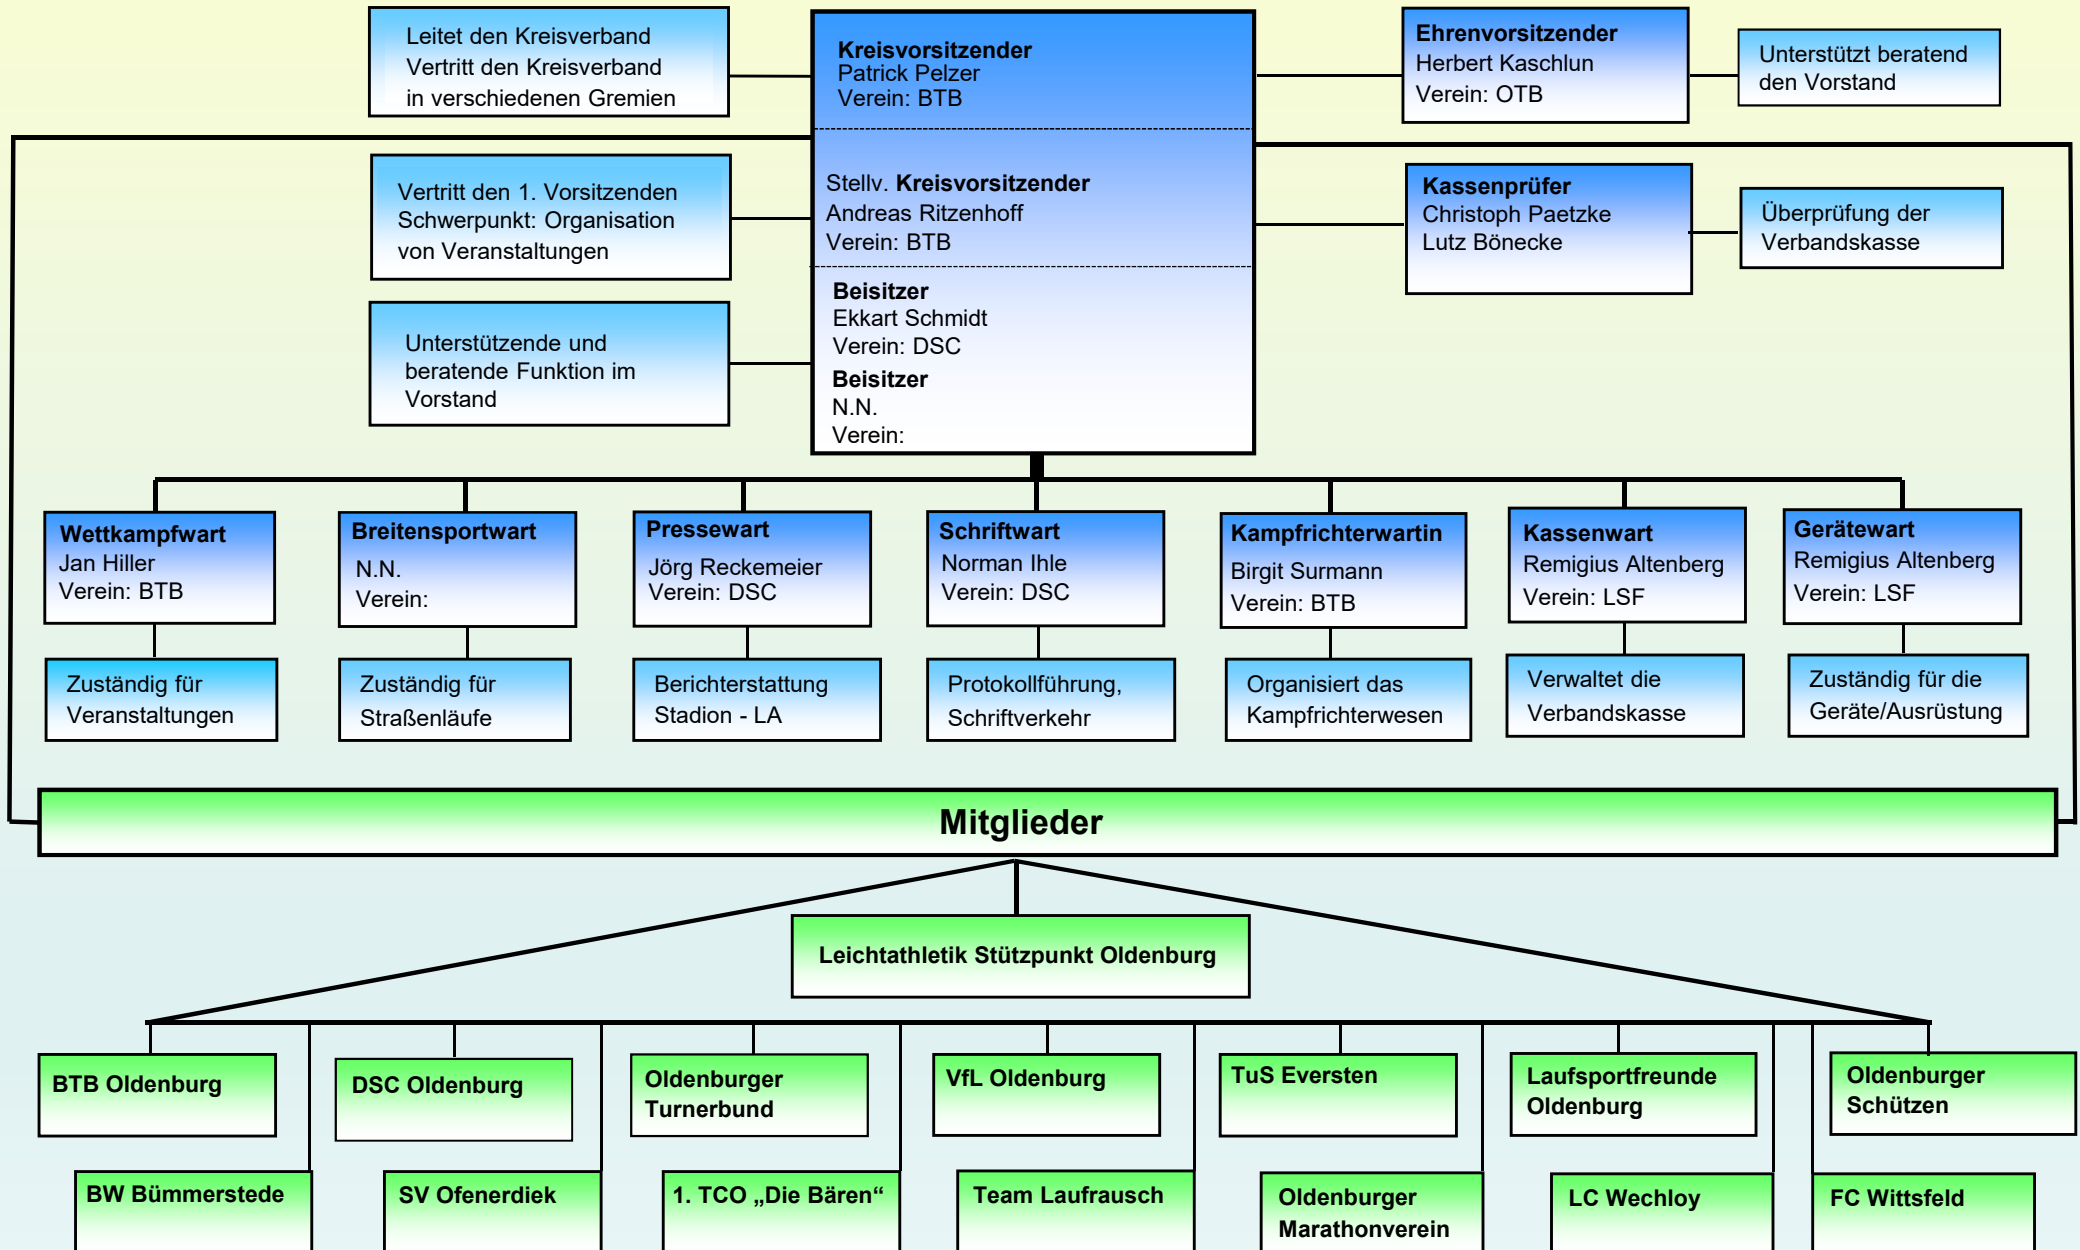 Leitet den Kreisverband
Vertritt den Kreisverband
in verschiedenen Gremien
Kreisvorsitzender
Patrick Pelzer
Verein: BTB
Ehrenvorsitzender
Herbert Kaschlun
Verein: OTB
Unterstützt beratend
den Vorstand
Vertritt den 1. Vorsitzenden
Schwerpunkt: Organisation
von Veranstaltungen
Stellv. Kreisvorsitzender
Andreas Ritzenhoff
Verein: BTB
Kassenprüfer
Christoph Paetzke
Lutz Bönecke
Überprüfung der
Verbandskasse
Unterstützende und
beratende Funktion im
Vorstand
Beisitzer
Ekkart Schmidt
Verein: DSC
Beisitzer
N.N.
Verein:
Wettkampfwart
Jan Hiller
Verein: BTB
Breitensportwart
N.N.
Verein:
Pressewart
Jörg Reckemeier
Verein: DSC
Schriftwart
Norman Ihle
Verein: DSC
Kampfrichterwartin
Birgit Surmann
Verein: BTB
Kassenwart
Remigius Altenberg
Verein: LSF
Gerätewart
Remigius Altenberg
Verein: LSF
Zuständig für
Veranstaltungen
Zuständig für
Straßenläufe
Berichterstattung
Stadion - LA
Protokollführung,
Schriftverkehr
Organisiert das
Kampfrichterwesen
Verwaltet die
Verbandskasse
Zuständig für die
Geräte/Ausrüstung
Mitglieder
Leichtathletik Stützpunkt Oldenburg
BTB Oldenburg
DSC Oldenburg
Oldenburger
Turnerbund
VfL Oldenburg
TuS Eversten
Laufsportfreunde
Oldenburg
Oldenburger
Schützen
BW Bümmerstede
SV Ofenerdiek
1. TCO „Die Bären“
Team Laufrausch
Oldenburger
Marathonverein
LC Wechloy
FC Wittsfeld